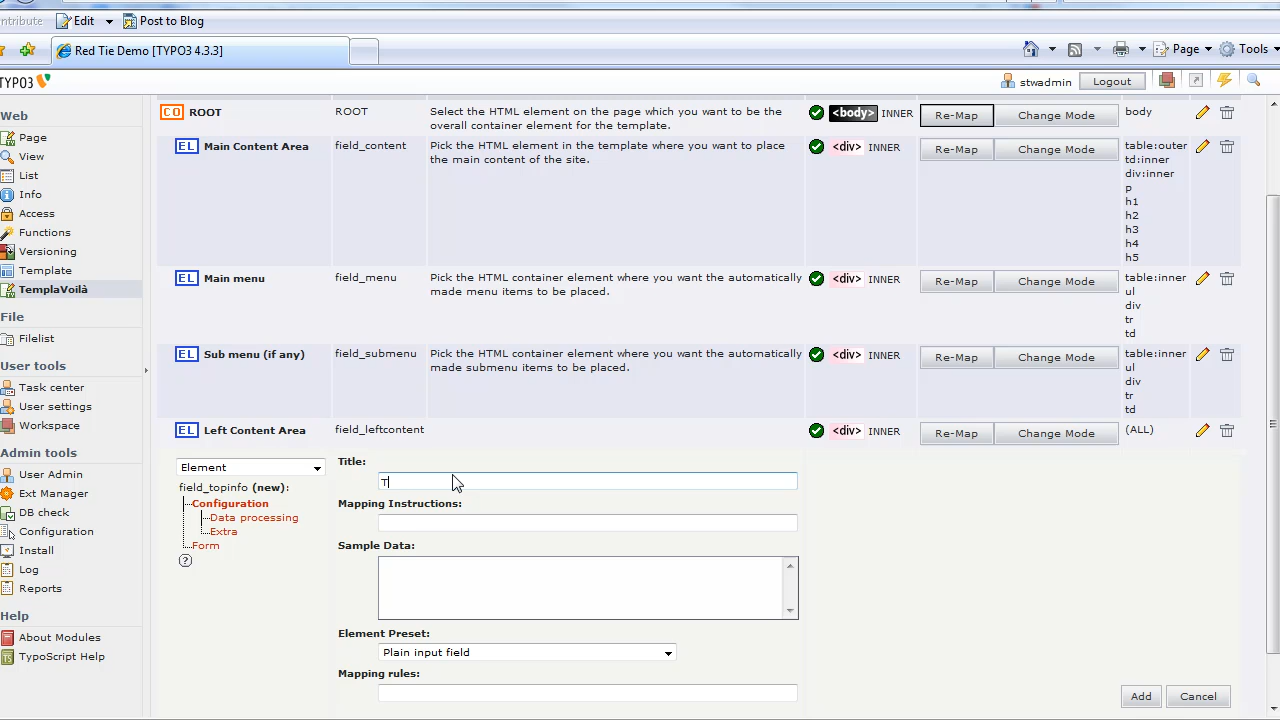 ntribute Edit Post to Blog
Red Tie Demo [TYPO3 4.3.3] Page Tools
TYPO3 stwadmin Logout
Web
Page
View
List
Info
Access
Functions
Versioning
Template
TemplaVoilà
File
Filelist
User tools
Task center
User settings
Workspace
Admin tools
User Admin
Ext Manager
DB check
Configuration
Install
Log
Reports
Help
About Modules
TypoScript Help
CO ROOT ROOT Select the HTML element on the page which you want to be the
overall container element for the template.
<body> INNER Re-Map Change Mode body
EL Main Content Area field_content Pick the HTML element in the template where you want to place
the main content of the site.
<div> INNER Re-Map Change Mode table:outer
td:inner
div:inner
p
h1
h2
h3
h4
h5
EL Main menu field_menu Pick the HTML container element where you want the automatically
made menu items to be placed.
<div> INNER Re-Map Change Mode table:inner
ul
div
tr
td
EL Sub menu (if any) field_submenu Pick the HTML container element where you want the automatically
made submenu items to be placed.
<div> INNER Re-Map Change Mode table:inner
ul
div
tr
td
EL Left Content Area field_leftcontent <div> INNER Re-Map Change Mode (ALL)
Element
field_topinfo (new):
Configuration
Data processing
Extra
Form
?
Title:
T
Mapping Instructions:
Sample Data:
Element Preset:
Plain input field
Mapping rules:
Add Cancel